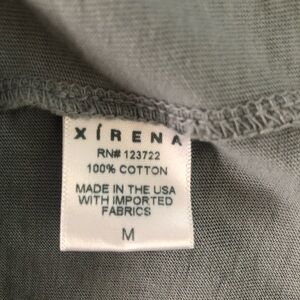 XÍRENA
RN# 123722
100% COTTON
MADE IN THE USA
WITH IMPORTED
FABRICS
M